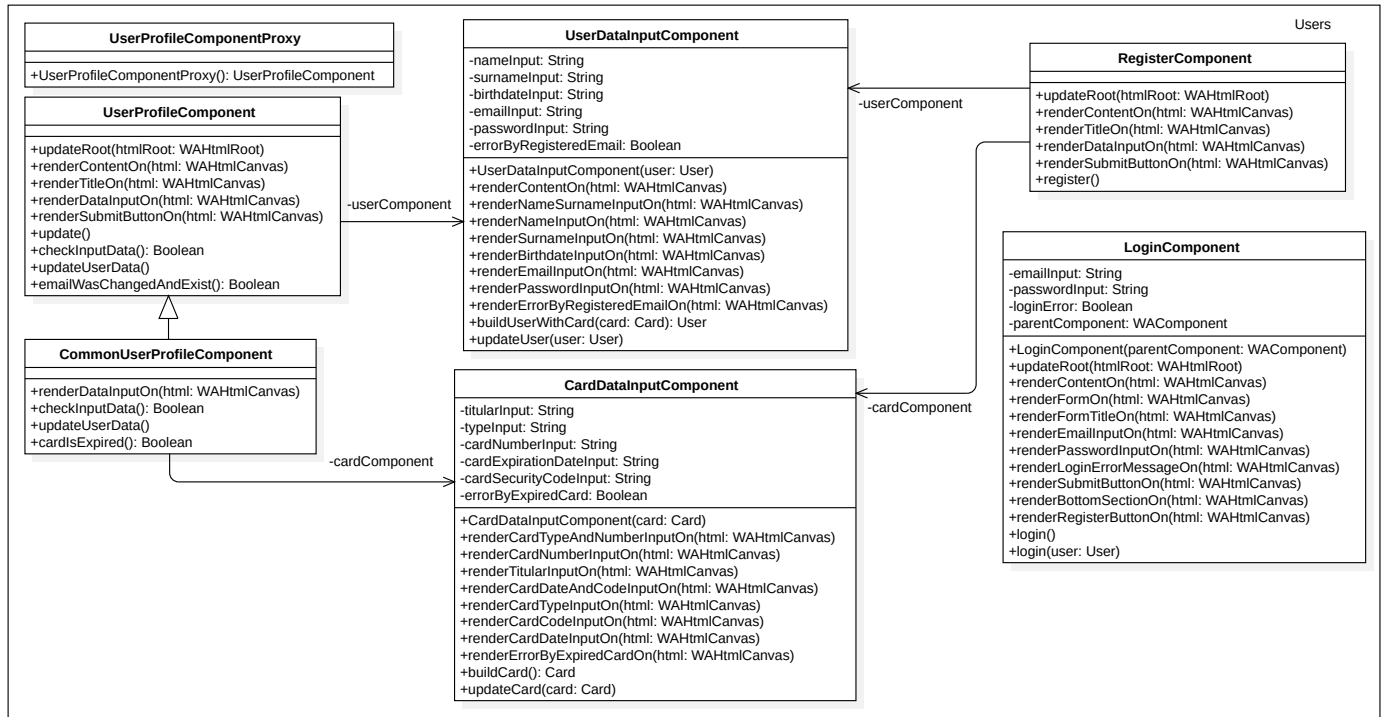 Users
UserProfileComponentProxy
+UserProfileComponentProxy(): UserProfileComponent
UserProfileComponent
+updateRoot(htmlRoot: WAHtmlRoot)
+renderContentOn(html: WAHtmlCanvas)
+renderTitleOn(html: WAHtmlCanvas)
+renderDataInputOn(html: WAHtmlCanvas)
+renderSubmitButtonOn(html: WAHtmlCanvas)
+update()
+checkInputData(): Boolean
+updateUserData()
+emailWasChangedAndExist(): Boolean
-userComponent
CommonUserProfileComponent
+renderDataInputOn(html: WAHtmlCanvas)
+checkInputData(): Boolean
+updateUserData()
+cardIsExpired(): Boolean
-cardComponent
UserDataInputComponent
-nameInput: String
-surnameInput: String
-birthdateInput: String
-emailInput: String
-passwordInput: String
-errorByRegisteredEmail: Boolean
+UserDataInputComponent(user: User)
+renderContentOn(html: WAHtmlCanvas)
+renderNameSurnameInputOn(html: WAHtmlCanvas)
+renderNameInputOn(html: WAHtmlCanvas)
+renderSurnameInputOn(html: WAHtmlCanvas)
+renderBirthdateInputOn(html: WAHtmlCanvas)
+renderEmailInputOn(html: WAHtmlCanvas)
+renderPasswordInputOn(html: WAHtmlCanvas)
+renderErrorByRegisteredEmailOn(html: WAHtmlCanvas)
+buildUserWithCard(card: Card): User
+updateUser(user: User)
CardDataInputComponent
-titularInput: String
-typeInput: String
-cardNumberInput: String
-cardExpirationDateInput: String
-cardSecurityCodeInput: String
-errorByExpiredCard: Boolean
+CardDataInputComponent(card: Card)
+renderCardTypeAndNumberInputOn(html: WAHtmlCanvas)
+renderCardNumberInputOn(html: WAHtmlCanvas)
+renderTitularInputOn(html: WAHtmlCanvas)
+renderCardDateAndCodeInputOn(html: WAHtmlCanvas)
+renderCardTypeInputOn(html: WAHtmlCanvas)
+renderCardCodeInputOn(html: WAHtmlCanvas)
+renderCardDateInputOn(html: WAHtmlCanvas)
+renderErrorByExpiredCardOn(html: WAHtmlCanvas)
+buildCard(): Card
+updateCard(card: Card)
RegisterComponent
+updateRoot(htmlRoot: WAHtmlRoot)
+renderContentOn(html: WAHtmlCanvas)
+renderTitleOn(html: WAHtmlCanvas)
+renderDataInputOn(html: WAHtmlCanvas)
+renderSubmitButtonOn(html: WAHtmlCanvas)
+register()
-userComponent
-cardComponent
LoginComponent
-emailInput: String
-passwordInput: String
-loginError: Boolean
-parentComponent: WAComponent
+LoginComponent(parentComponent: WAComponent)
+updateRoot(htmlRoot: WAHtmlRoot)
+renderContentOn(html: WAHtmlCanvas)
+renderFormOn(html: WAHtmlCanvas)
+renderFormTitleOn(html: WAHtmlCanvas)
+renderEmailInputOn(html: WAHtmlCanvas)
+renderPasswordInputOn(html: WAHtmlCanvas)
+renderLoginErrorMessageOn(html: WAHtmlCanvas)
+renderSubmitButtonOn(html: WAHtmlCanvas)
+renderBottomSectionOn(html: WAHtmlCanvas)
+renderRegisterButtonOn(html: WAHtmlCanvas)
+login()
+login(user: User)